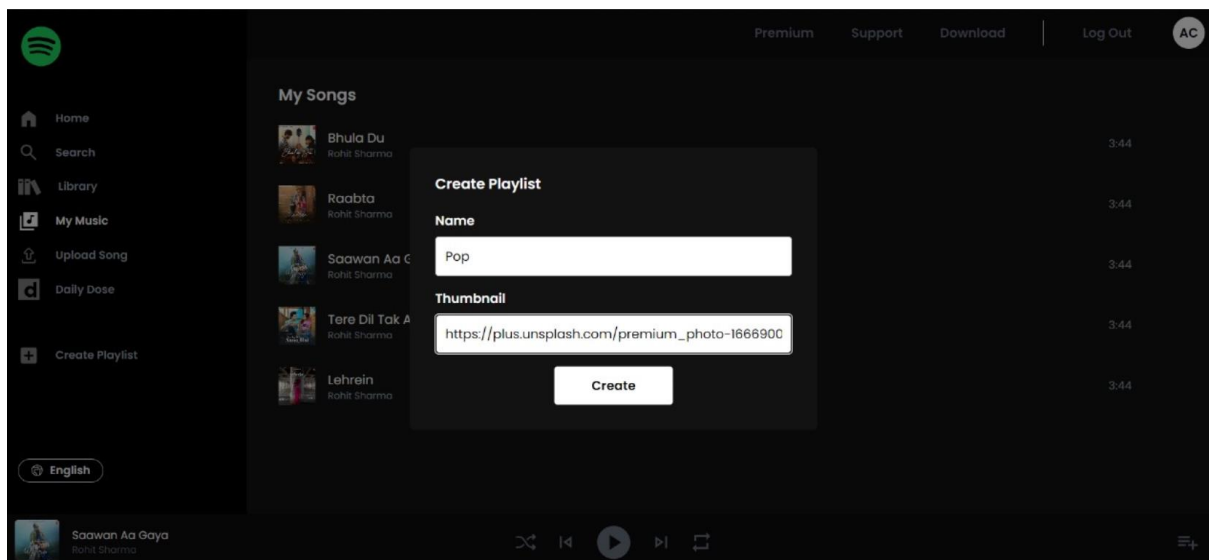 Premium
Support
Download
Log Out
AC
Home
Search
Library
My Music
Upload Song
Daily Dose
Create Playlist
English
My Songs
Bhula Du
Rohit Sharma
3:44
Raabta
Rohit Sharma
3:44
Saawan Aa G
Rohit Sharma
3:44
Tere Dil Tak A
Rohit Sharma
3:44
Lehrein
Rohit Sharma
3:44
Create Playlist
Name
Pop
Thumbnail
https://plus.unsplash.com/premium_photo-1666900
Create
Saawan Aa Gaya
Rohit Sharma